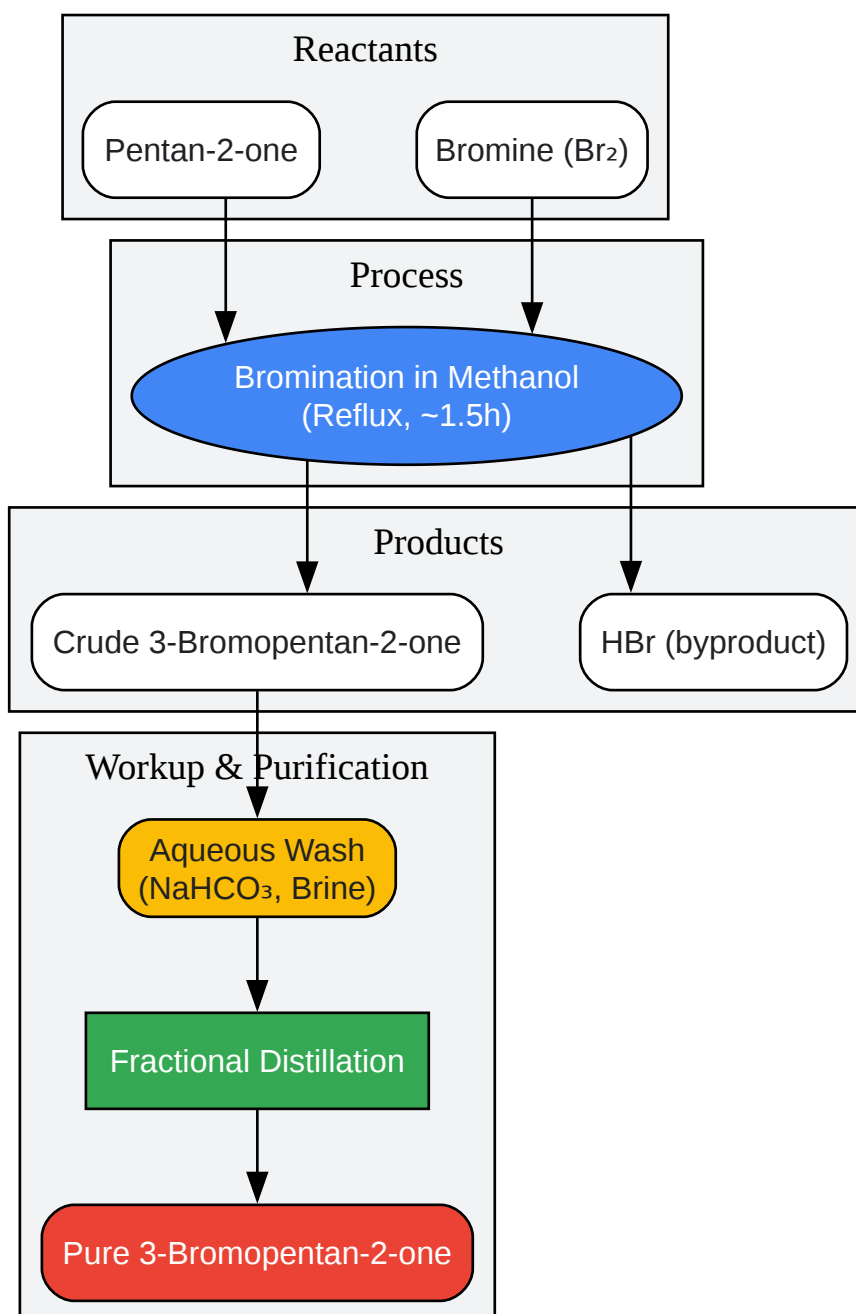 Reactants
Pentan-2-one
Bromine (Br₂)
Process
Bromination in Methanol
(Reflux, ~1.5h)
Products
Crude 3-Bromopentan-2-one
HBr (byproduct)
Workup & Purification
Aqueous Wash
(NaHCO₃, Brine)
Fractional Distillation
Pure 3-Bromopentan-2-one